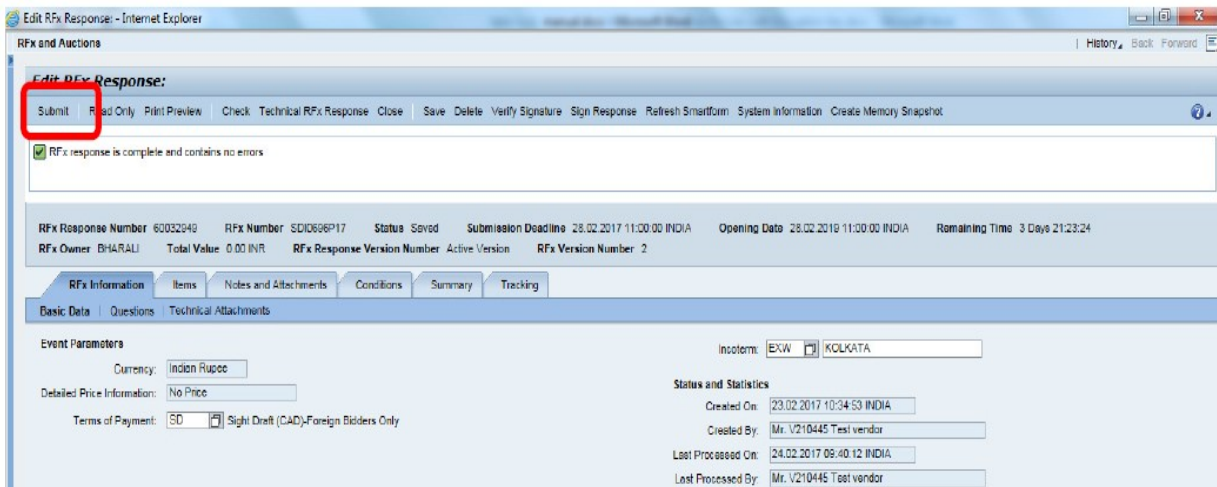 Edit RFx Response: - Internet Explorer
RFx and Auctions
History Back Forward
Edit RFx Response:
Submit Read Only Print Preview Check Technical RFx Response Close Save Delete Verify Signature Sign Response Refresh Smartform System Information Create Memory Snapshot
RFx response is complete and contains no errors
RFx Response Number 60032949 RFx Number SDI0696P17 Status Saved Submission Deadline 28.02.2017 11:00:00 INDIA Opening Date 28.02.2019 11:00:00 INDIA Remaining Time 3 Days 21:23:24
RFx Owner BHARALI Total Value 0.00 INR RFx Response Version Number Active Version RFx Version Number 2
RFx Information Items Notes and Attachments Conditions Summary Tracking
Basic Data Questions Technical Attachments
Event Parameters
Incoterm: EXW KOLKATA
Currency: Indian Rupee
Status and Statistics
Detailed Price Information: No Price
Created On: 23.02.2017 10:34:53 INDIA
Terms of Payment: SD Sight Draft (CAD)-Foreign Bidders Only
Created By: Mr. V210445 Test vendor
Last Processed On: 24.02.2017 09:40:12 INDIA
Last Processed By: Mr. V210445 Test vendor